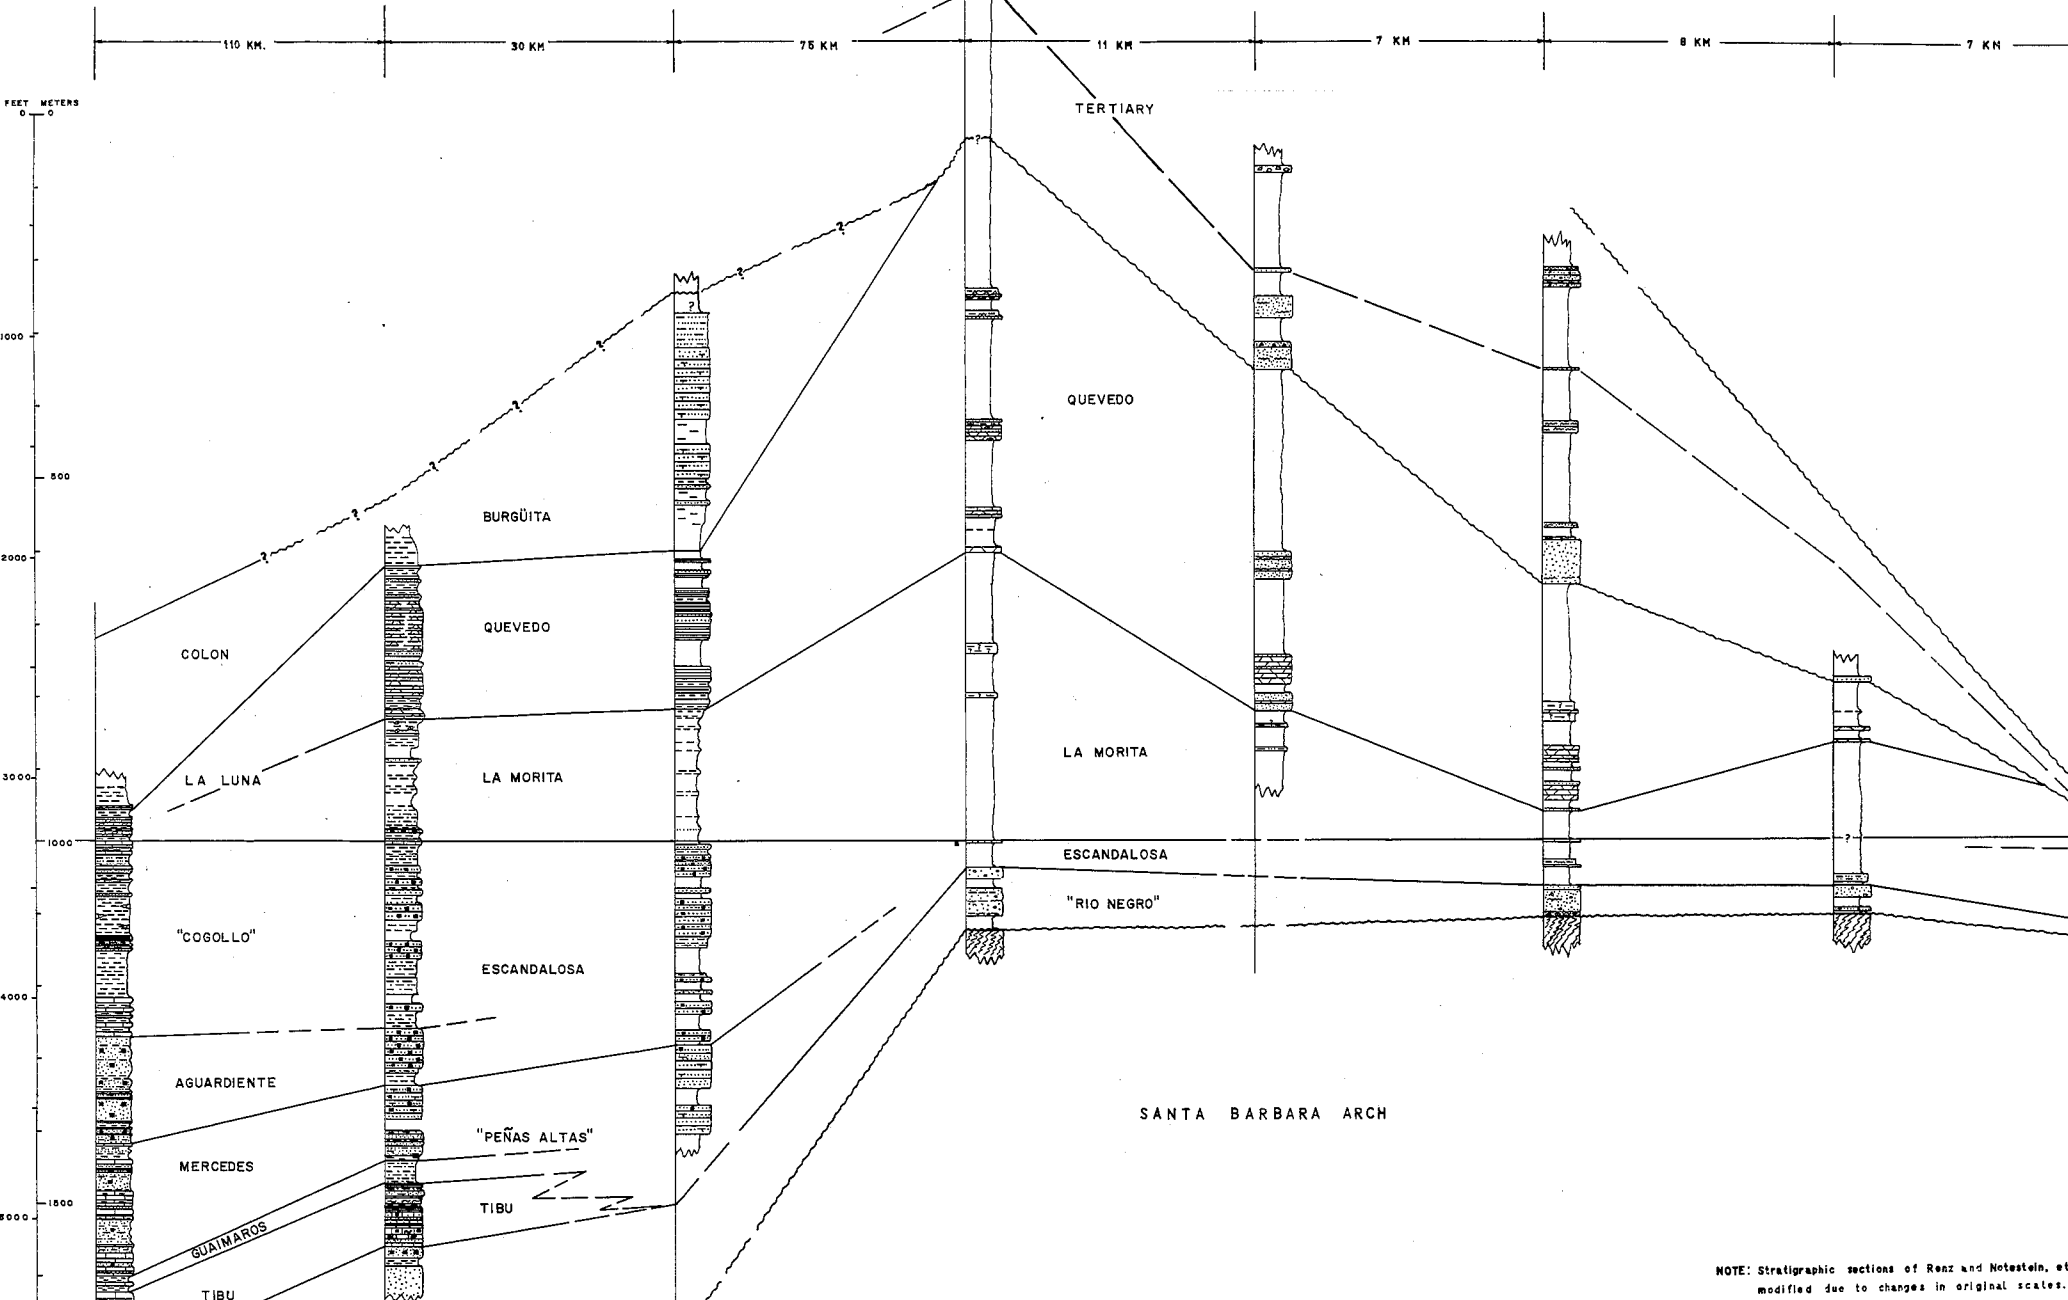 110 KM.
30 KM
75 KM
11 KM
7 KM
8 KM
7 KM
FEET METERS
0 0
TERTIARY
?
?
?
?
1000
?
?
QUEVEDO
?
500
BURGÜITA
?
2000
?
QUEVEDO
COLON
LA MORITA
LA LUNA
LA MORITA
3000
1000
?
ESCANDALOSA
"RIO NEGRO"
"COGOLLO"
ESCANDALOSA
4000
AGUARDIENTE
SANTA BARBARA ARCH
"PEÑAS ALTAS"
MERCEDES
1500
TIBU
5000
GUAIMAROS
TIBU
NOTE: Stratigraphic sections of Renz and Notestein, et
modified due to changes in original scales.